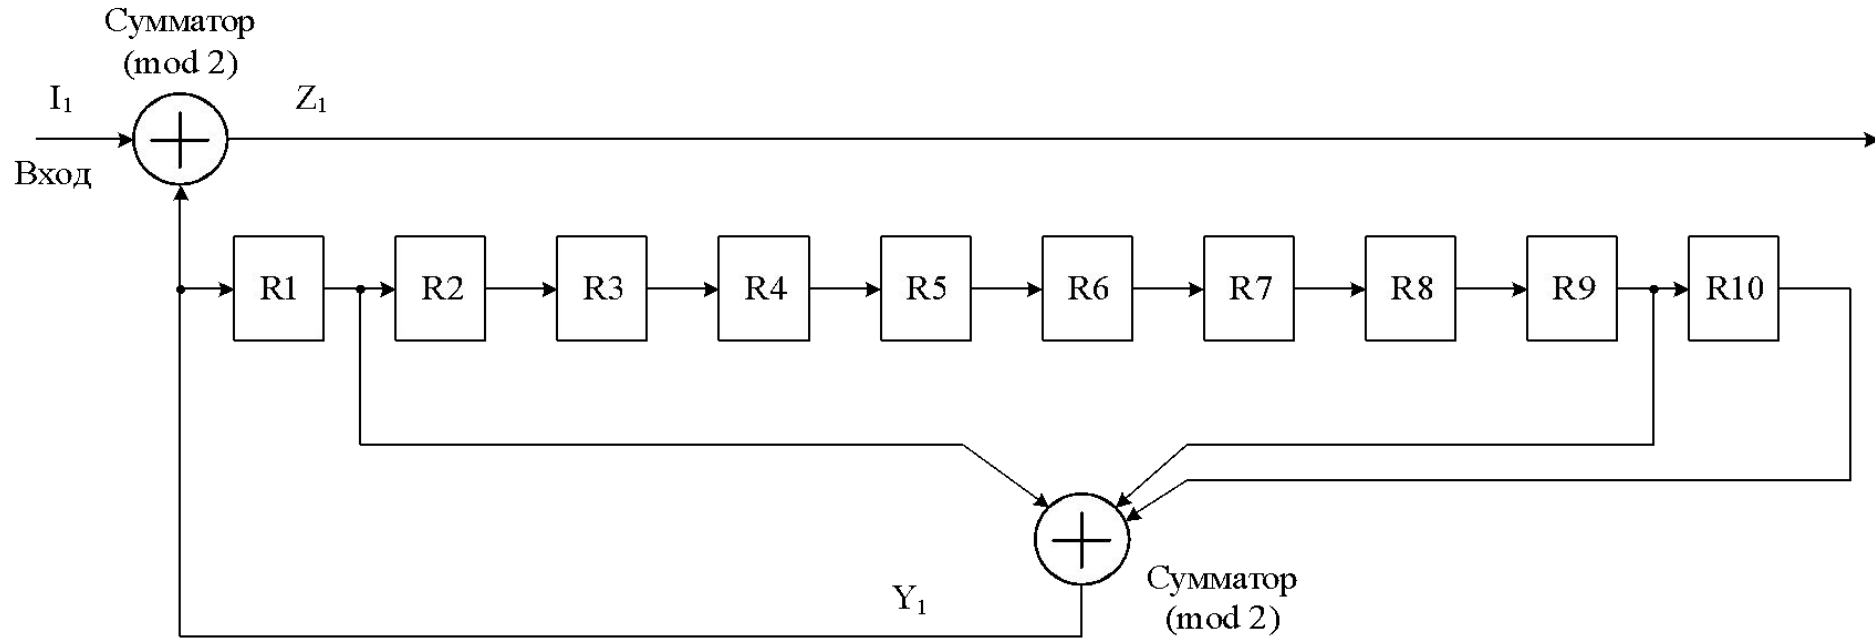 Сумматор
(mod 2)
I₁
Z₁
Вход
R1
R2
R3
R4
R5
R6
R7
R8
R9
R10
Y₁
Сумматор
(mod 2)